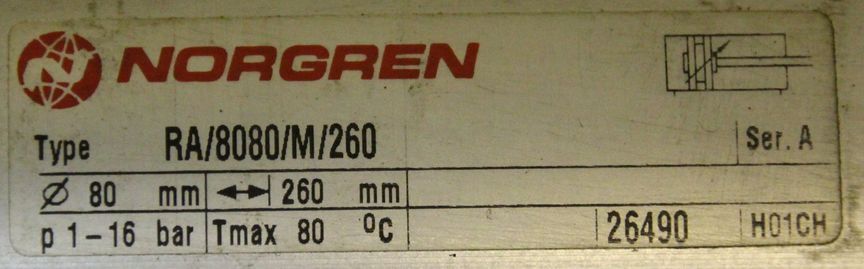 NORGREN
Type RA/8080/M/260 Ser. A
Ø 80 mm 260 mm
p 1-16 bar Tmax 80 °C 26490 H01CH